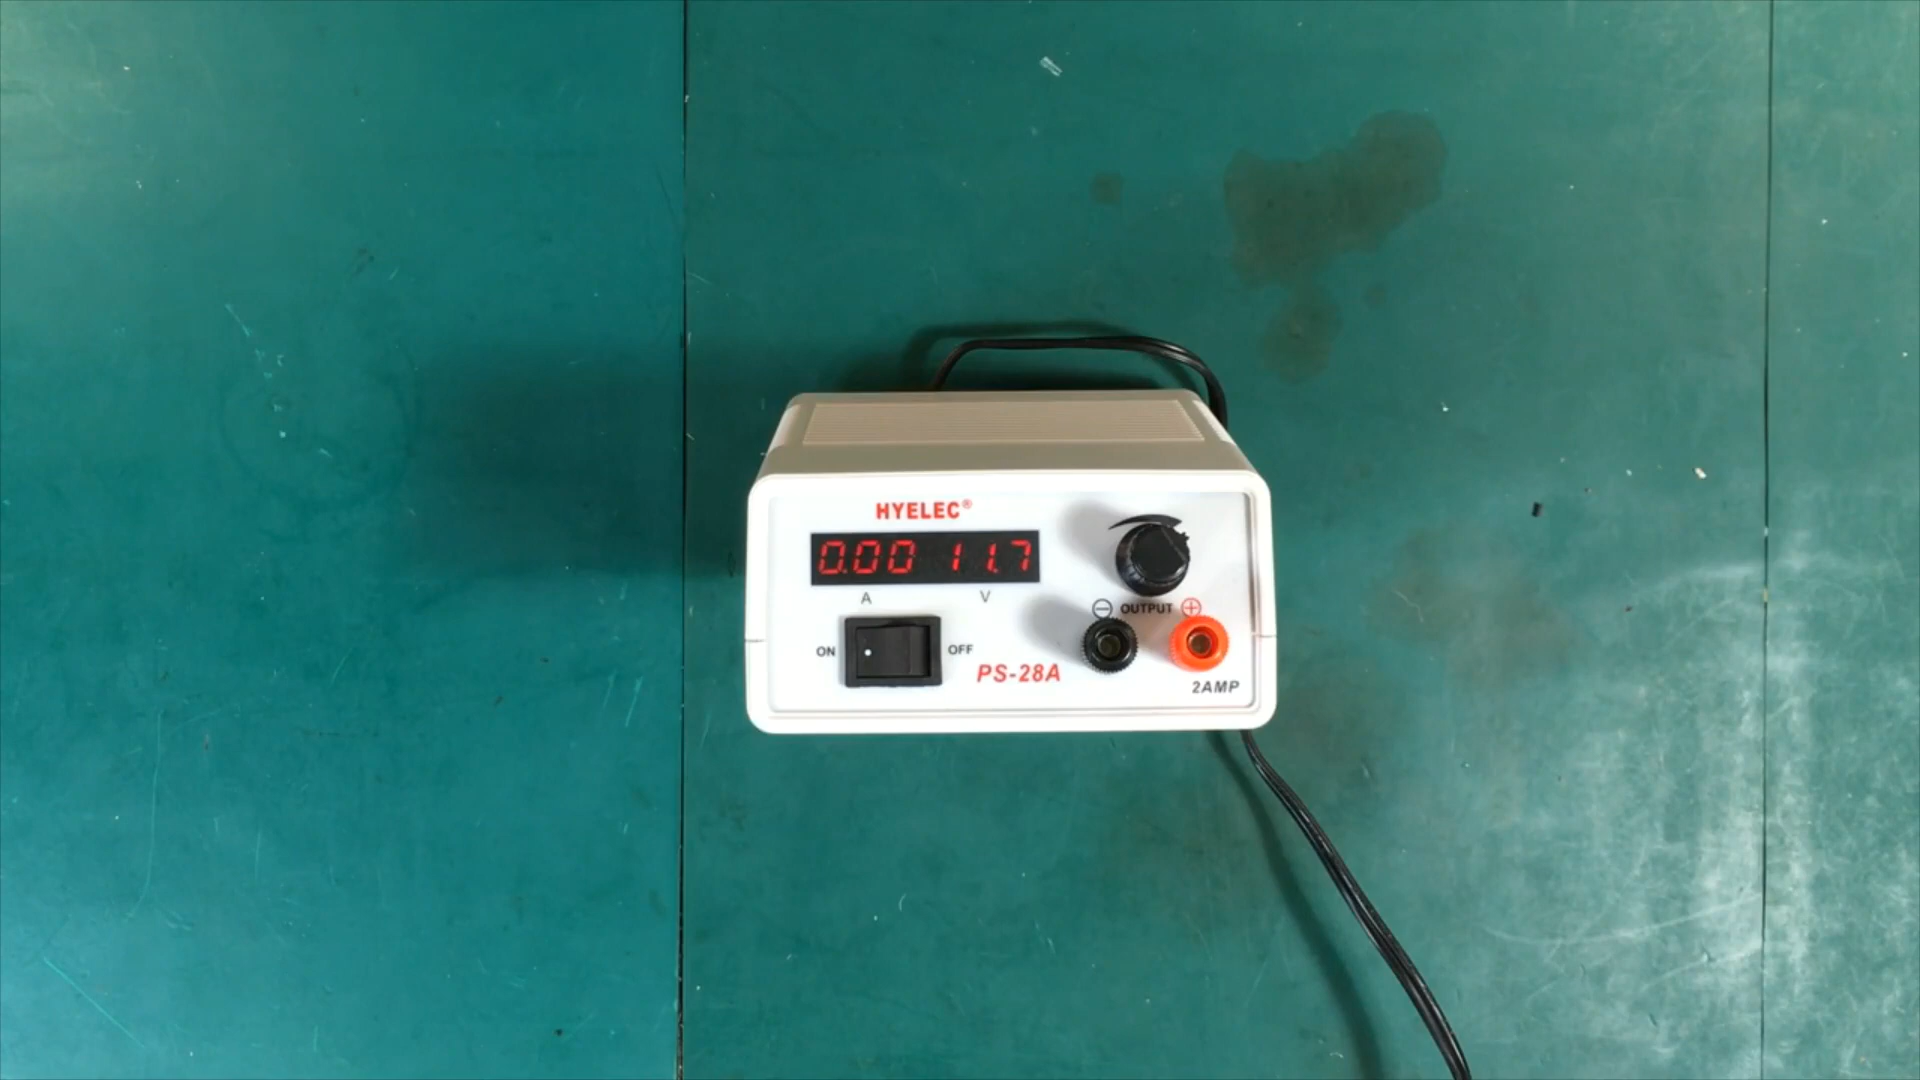 HYELEC®
0.00 11.7
A V
⊖ OUTPUT ⊕
ON OFF
PS-28A
2AMP